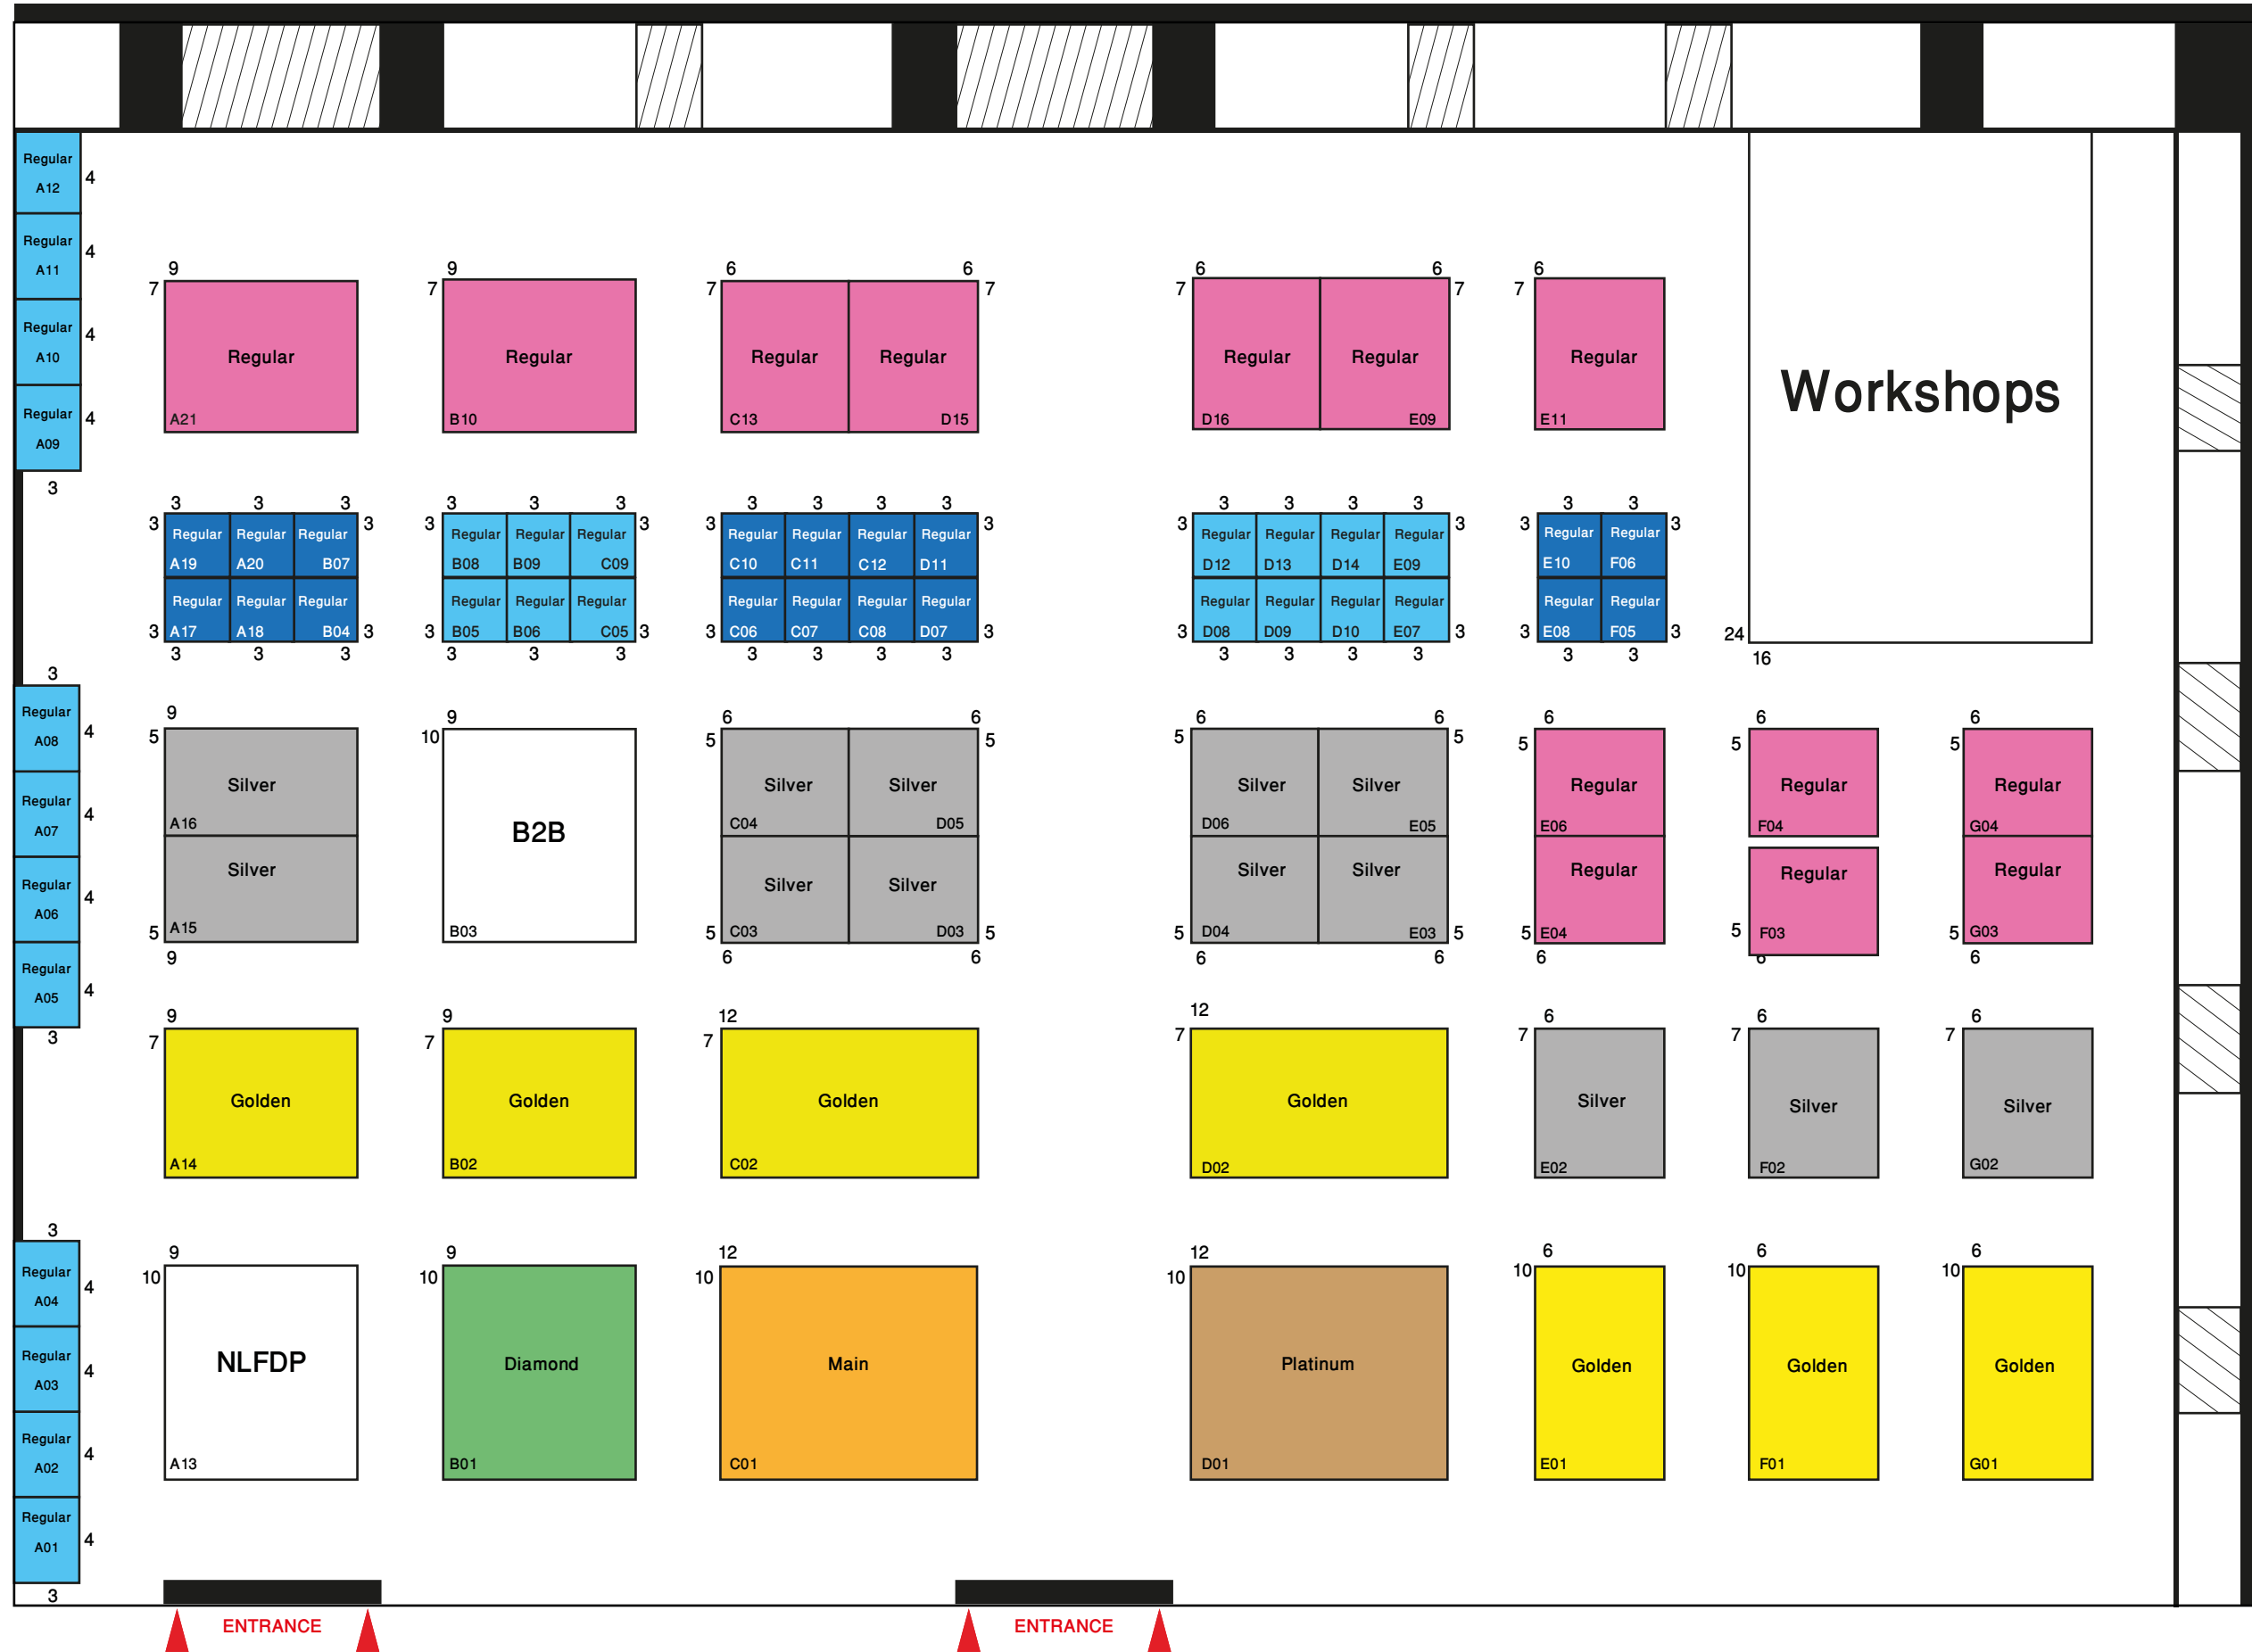 Regular
A12
4
Regular
A11
4
Regular
A10
4
Regular
A09
4
3
9
7
Regular
A21
9
7
Regular
B10
6 6
7 7
Regular Regular
C13 D15
6 6
7 7
Regular Regular
D16 E09
6
7
Regular
E11
Workshops
24
16
3 3 3
3 3
Regular Regular Regular
A19 A20 B07
Regular Regular Regular
3 A17 A18 B04 3
3 3 3
3 3 3
3 3
Regular Regular Regular
B08 B09 C09
Regular Regular Regular
3 B05 B06 C05 3
3 3 3
3 3 3 3
3 3
Regular Regular Regular Regular
C10 C11 C12 D11
Regular Regular Regular Regular
3 C06 C07 C08 D07 3
3 3 3 3
3 3 3 3
3 3
Regular Regular Regular Regular
D12 D13 D14 E09
Regular Regular Regular Regular
3 D08 D09 D10 E07 3
3 3 3 3
3 3
3 3
Regular Regular
E10 F06
Regular Regular
3 E08 F05 3
3 3
3
Regular
A08
4
Regular
A07
4
Regular
A06
4
Regular
A05
4
3
9
5
Silver
A16
Silver
5 A15
9
9
10
B2B
B03
6 6
5 5
Silver Silver
C04 D05
Silver Silver
5 C03 D03 5
6 6
6 6
5 5
Silver Silver
D06 E05
Silver Silver
5 D04 E03 5
6 6
6
5
Regular
E06
Regular
5 E04
6
6
5
Regular
F04
Regular
5 F03
6
6
5
Regular
G04
Regular
5 G03
6
9
7
Golden
A14
9
7
Golden
B02
12
7
Golden
C02
12
7
Golden
D02
6
7
Silver
E02
6
7
Silver
F02
6
7
Silver
G02
3
Regular
A04
4
Regular
A03
4
Regular
A02
4
Regular
A01
4
3
9
10
NLFDP
A13
9
10
Diamond
B01
12
10
Main
C01
12
10
Platinum
D01
6
10
Golden
E01
6
10
Golden
F01
6
10
Golden
G01
ENTRANCE ENTRANCE